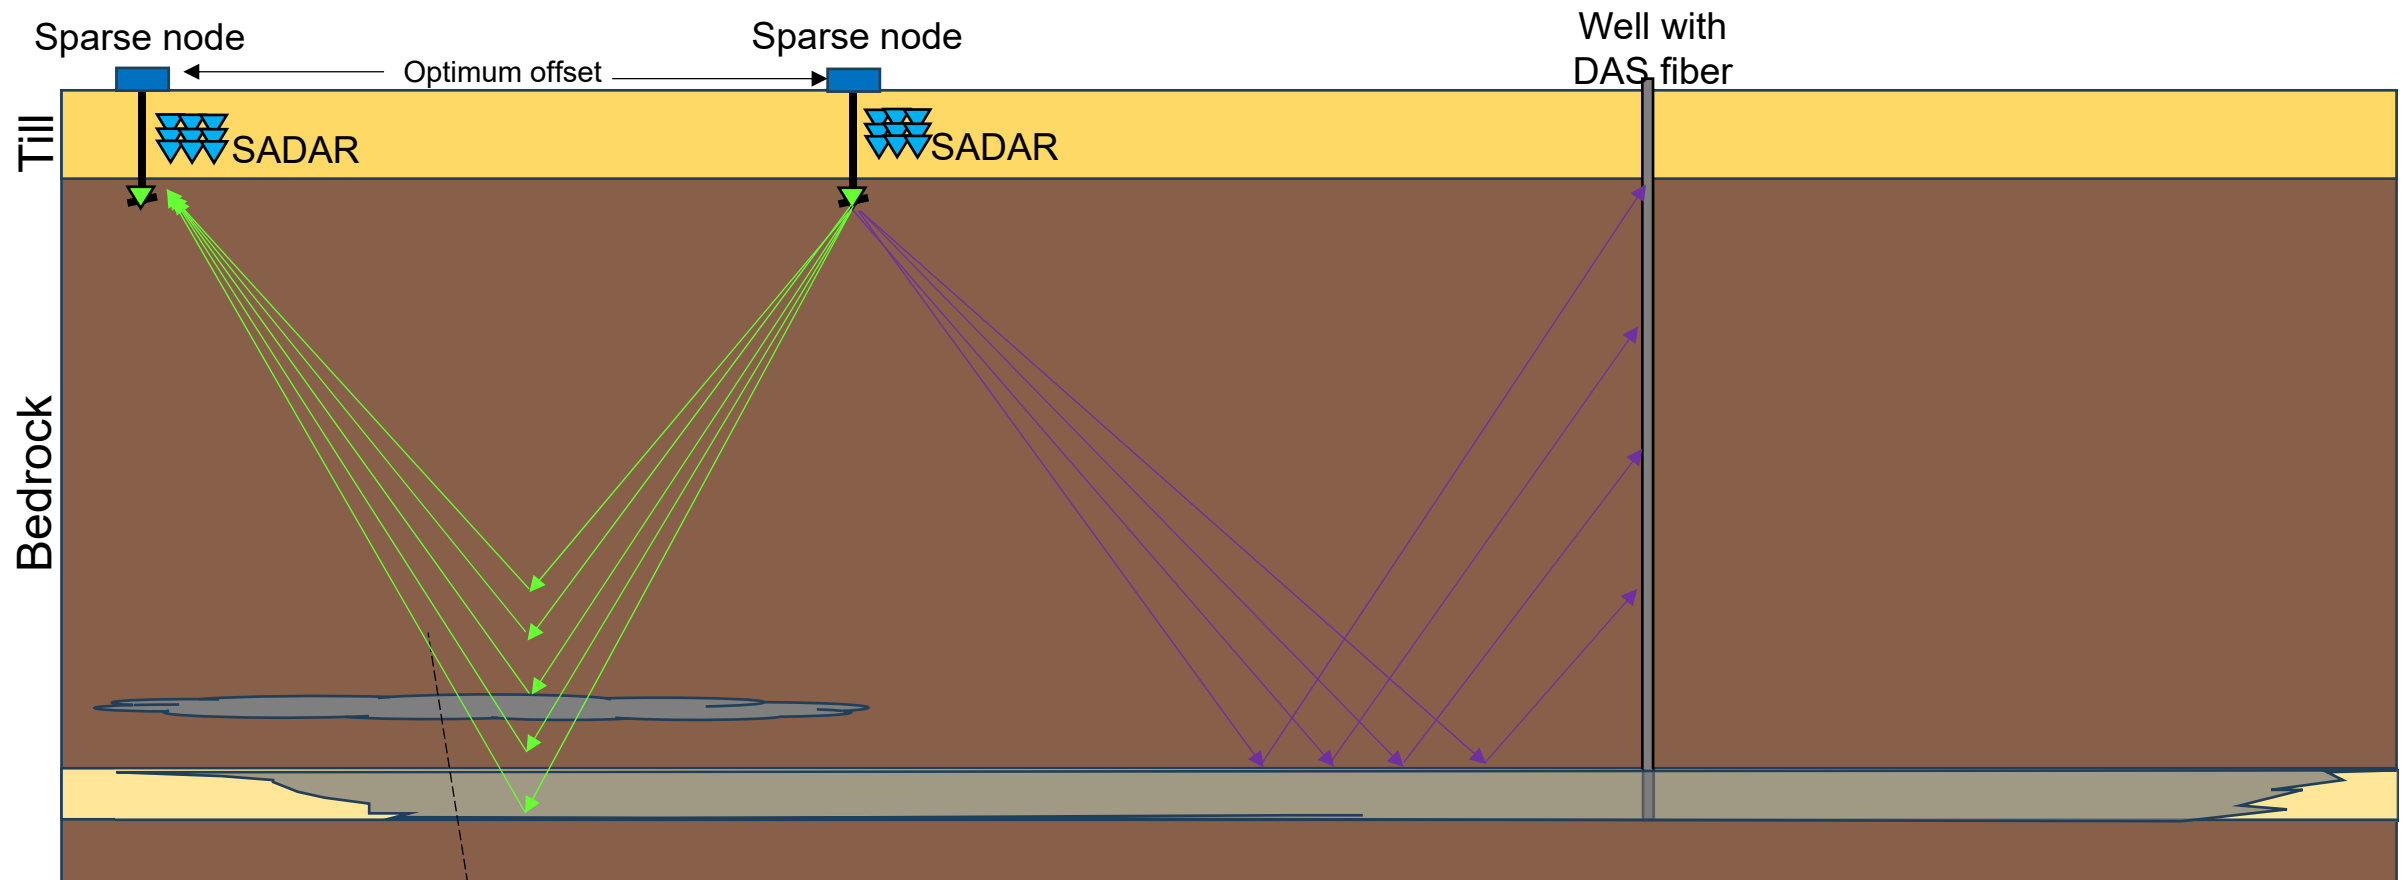 Sparse node
Sparse node
Well with
DAS fiber
Optimum offset
Till
SADAR
SADAR
Bedrock